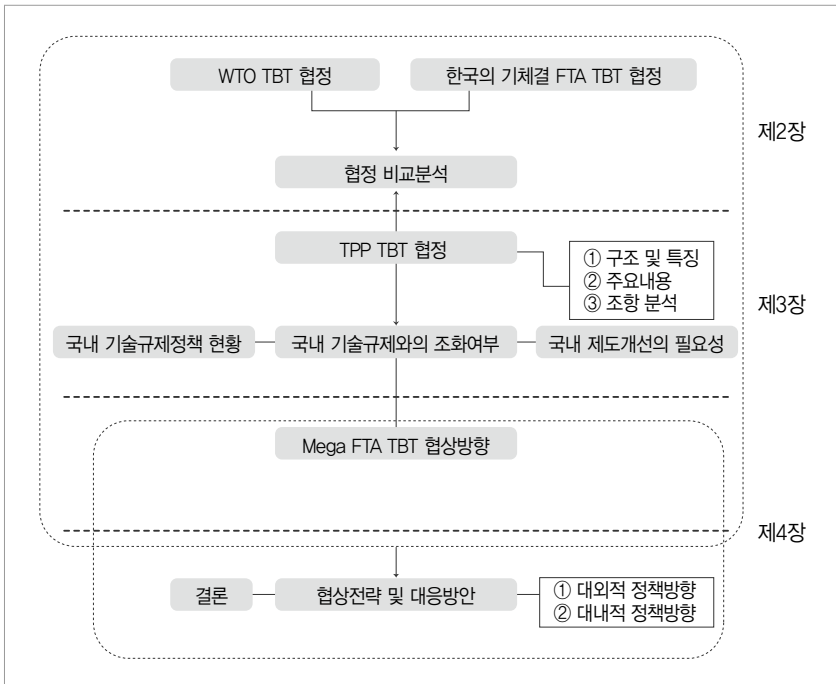 WTO TBT 협정
한국의 기체결 FTA TBT 협정
제2장
협정 비교분석
TPP TBT 협정
① 구조 및 특징
② 주요내용
③ 조항 분석
제3장
국내 기술규제정책 현황
국내 기술규제와의 조화여부
국내 제도개선의 필요성
Mega FTA TBT 협상방향
제4장
결론
협상전략 및 대응방안
① 대외적 정책방향
② 대내적 정책방향